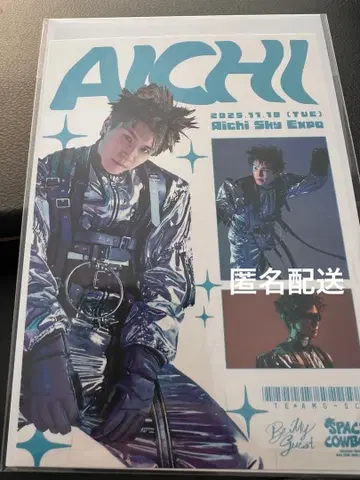 AICHI
2025.11.18 (TUE)
Aichi Sky Expo
匿名配送
Be My
Guest
SPACE
COWBOY